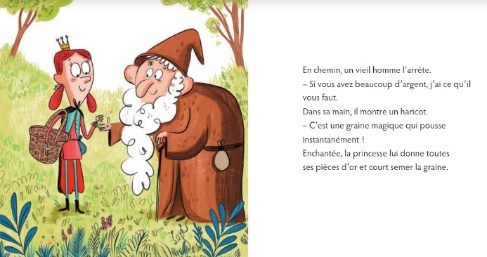 En chemin, un vieil homme l'arrête.
– Si vous avez beaucoup d'argent, j'ai ce qu'il
vous faut.
Dans sa main, il montre un haricot.
– C'est une graine magique qui pousse
instantanément !
Enchantée, la princesse lui donne toutes
ses pièces d'or et court semer la graine.